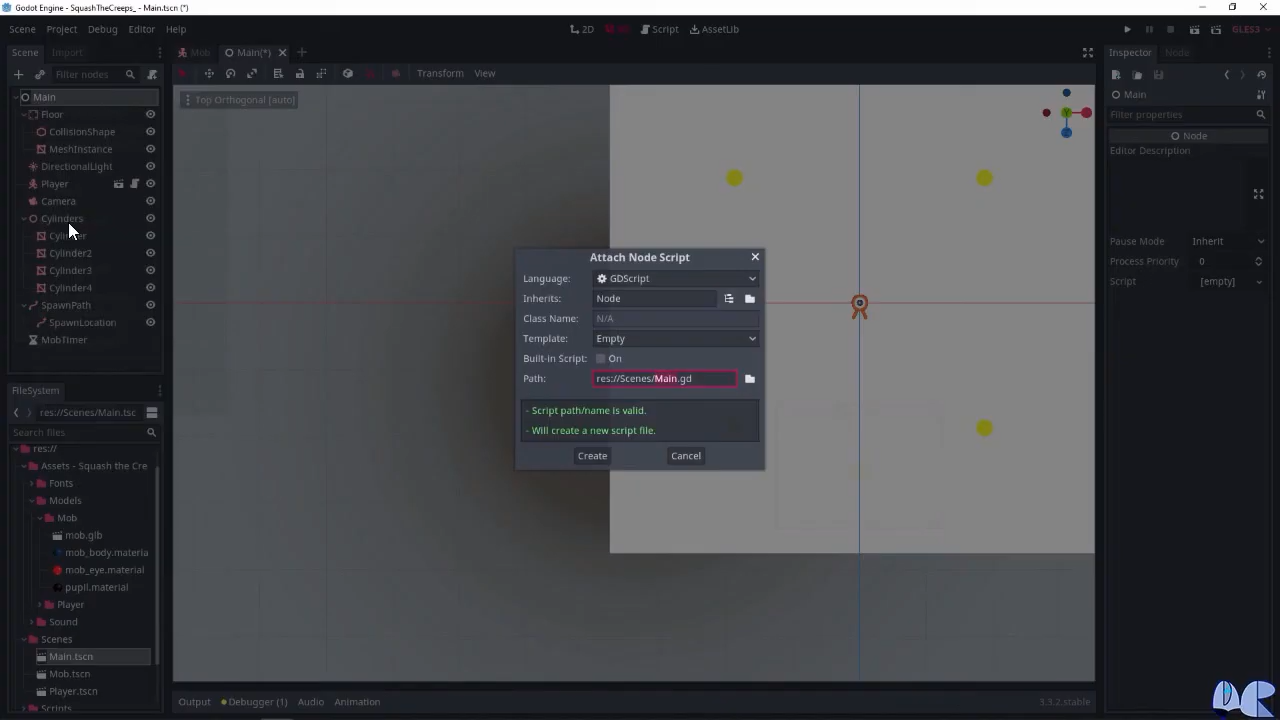 Godot Engine - SquashTheCreeps_ - Main.tscn (*)
Scene Project Debug Editor Help
2D Script AssetLib
GLES3
Scene Import
Mob Main(*)
Inspector Node
Filter nodes
Transform View
Main
Filter properties
Node
Editor Description
Pause Mode Inherit
Process Priority 0
Script [empty]
Main
Floor
CollisionShape
MeshInstance
DirectionalLight
Player
Camera
Cylinders
Cylinder
Cylinder2
Cylinder3
Cylinder4
SpawnPath
SpawnLocation
MobTimer
Top Orthogonal [auto]
Y
Attach Node Script
Language: GDScript
Inherits: Node
Class Name: N/A
Template: Empty
Built-in Script: On
Path: res://Scenes/Main.gd
- Script path/name is valid.
- Will create a new script file.
Create Cancel
FileSystem
res://Scenes/Main.tsc
Search files
res://
Assets - Squash the Cre
Fonts
Models
Mob
mob.glb
mob_body.materia
mob_eye.material
pupil.material
Player
Sound
Scenes
Main.tscn
Mob.tscn
Player.tscn
Scripts
Output Debugger (1) Audio Animation
3.3.2.stable